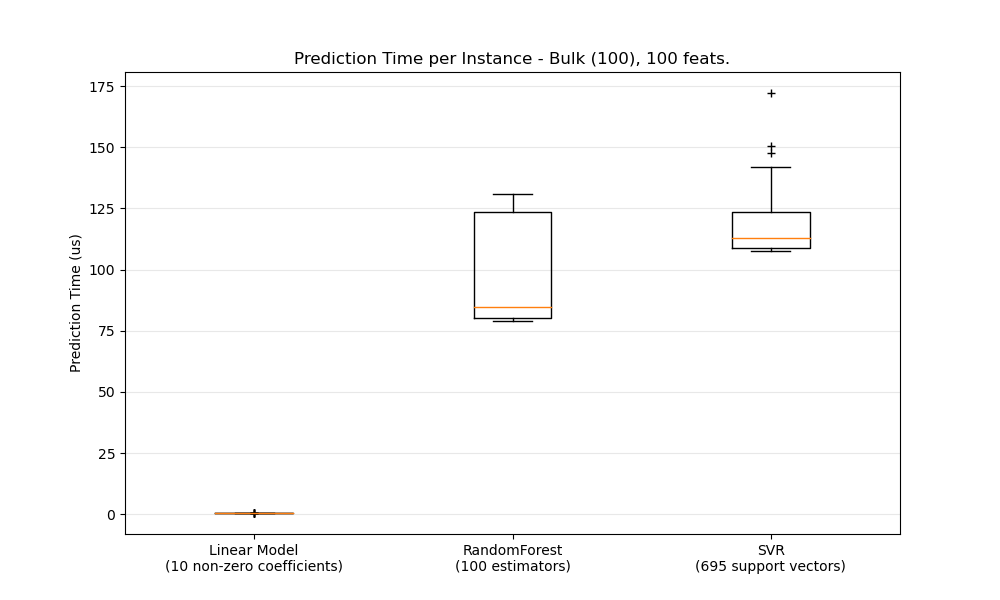 Prediction Time per Instance - Bulk (100), 100 feats.
Prediction Time (us)
175
150
125
100
75
50
25
0
Linear Model
(10 non-zero coefficients)
RandomForest
(100 estimators)
SVR
(695 support vectors)